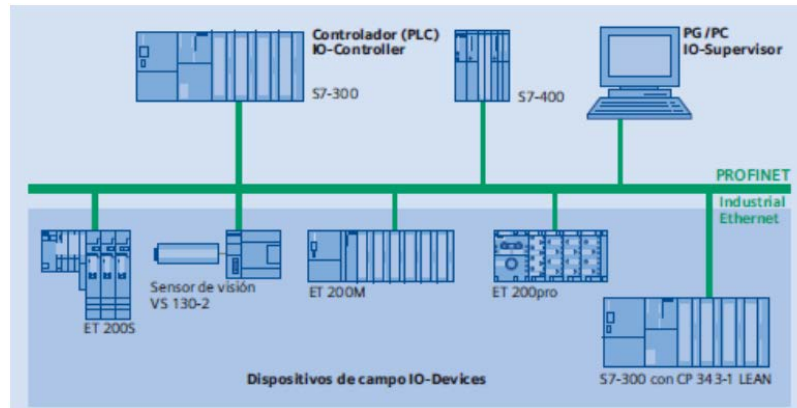 Controlador (PLC)
IO-Controller
S7-300
S7-400
PG/PC
IO-Supervisor
PROFINET
Industrial
Ethernet
ET 200S
Sensor de visión
VS 130-2
ET 200M
ET 200pro
S7-300 con CP 343-1 LEAN
Dispositivos de campo IO-Devices